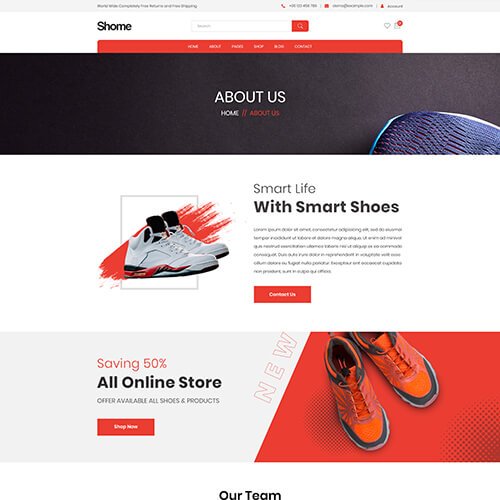 World Wide Completely Free Returns and Free Shipping
+00 123 456 789
demo@example.com
Account
Shome
Search
0
HOME ABOUT PAGES SHOP BLOG CONTACT
ABOUT US
HOME // ABOUT US
Smart Life
With Smart Shoes
Lorem ipsum dolor sit amet, consectetur adipisicing elit, sed do eiusmod
tempor incididunt ut labore et dolore magna aliqua. Ut enim ad minim
veniam, quis nostrud exercitation ullamco laboris nisi ut aliquip ex ea
commodo consequat. Duis aute irure dolor in reprehenderit in voluptate velit
esse cillum dolore eu fugiat nulla pariatur. Excepteur sint occaecat cupidatat
non proident, sunt in culpa qui officia.
Contact Us
Saving 50%
All Online Store
OFFER AVAILABLE ALL SHOES & PRODUCTS
Shop Now
NEW
Our Team